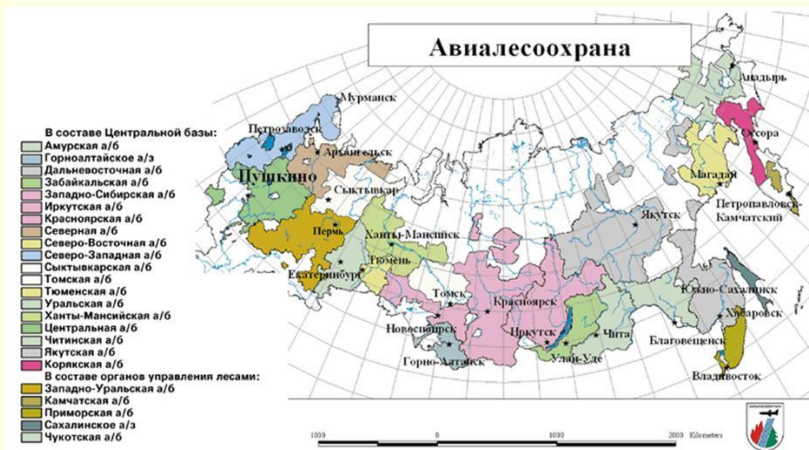 Авиалесоохрана
В составе Центральной базы:
Амурская а/б
Горноалтайское а/з
Дальневосточная а/б
Забайкальская а/б
Западно-Сибирская а/б
Иркутская а/б
Красноярская а/б
Северная а/б
Северо-Восточная а/б
Северо-Западная а/б
Сыктывкарская а/б
Томская а/б
Тюменская а/б
Уральская а/б
Ханты-Мансийская а/б
Центральная а/б
Читинская а/б
Якутская а/б
Корякская а/б
В составе органов управления лесами:
Западно-Уральская а/б
Камчатская а/б
Приморская а/б
Сахалинское а/з
Чукотская а/б
Мурманск
Петрозаводск
Архангельск
Пушкино
Сыктывкар
Пермь
Ханты-Мансийск
Екатеринбург
Тюмень
Томск
Новосибирск
Горно-Алтайск
Красноярск
Иркутск
Улан-Удэ
Чита
Якутск
Благовещенск
Хабаровск
Владивосток
Южно-Сахалинск
Магадан
Анадырь
Оссора
Петропавловск-
Камчатский
1000 0 1000 2000 Kilometers